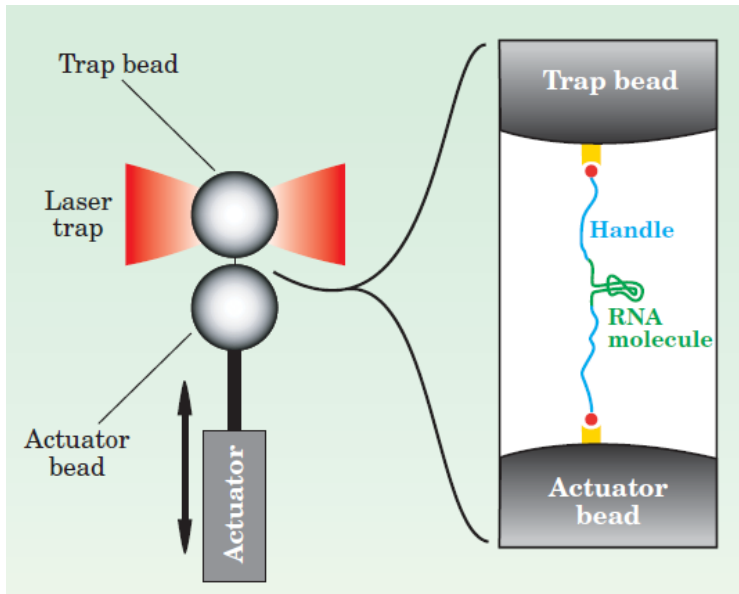 Trap bead
Laser
trap
Actuator
bead
Actuator
Trap bead
Handle
RNA
molecule
Actuator
bead